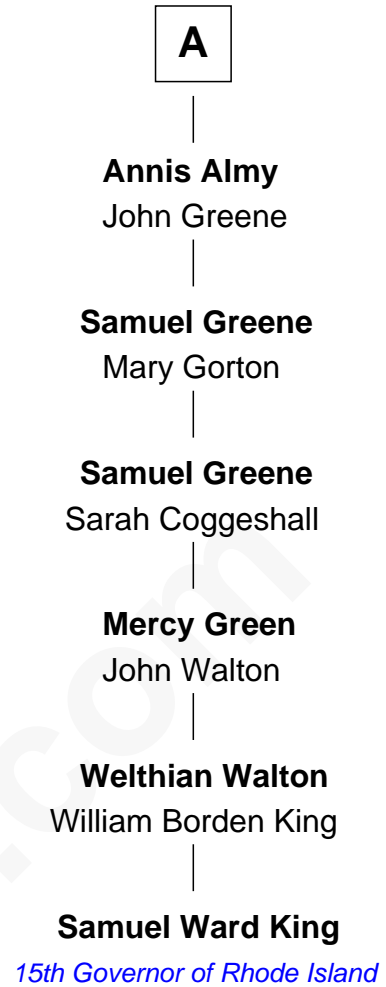 A
Annis Almy
John Greene
Samuel Greene
Mary Gorton
Samuel Greene
Sarah Coggeshall
Mercy Green
John Walton
Welthian Walton
William Borden King
Samuel Ward King
15th Governor of Rhode Island
.com